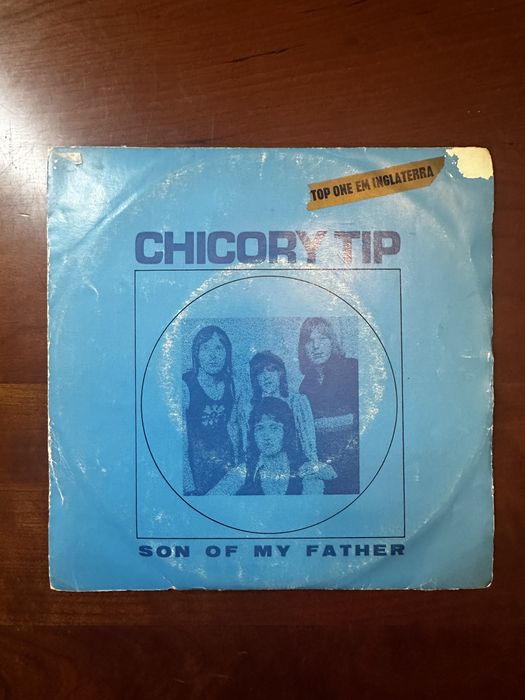 TOP ONE EM INGLATERRA
CHICORY TIP
SON OF MY FATHER